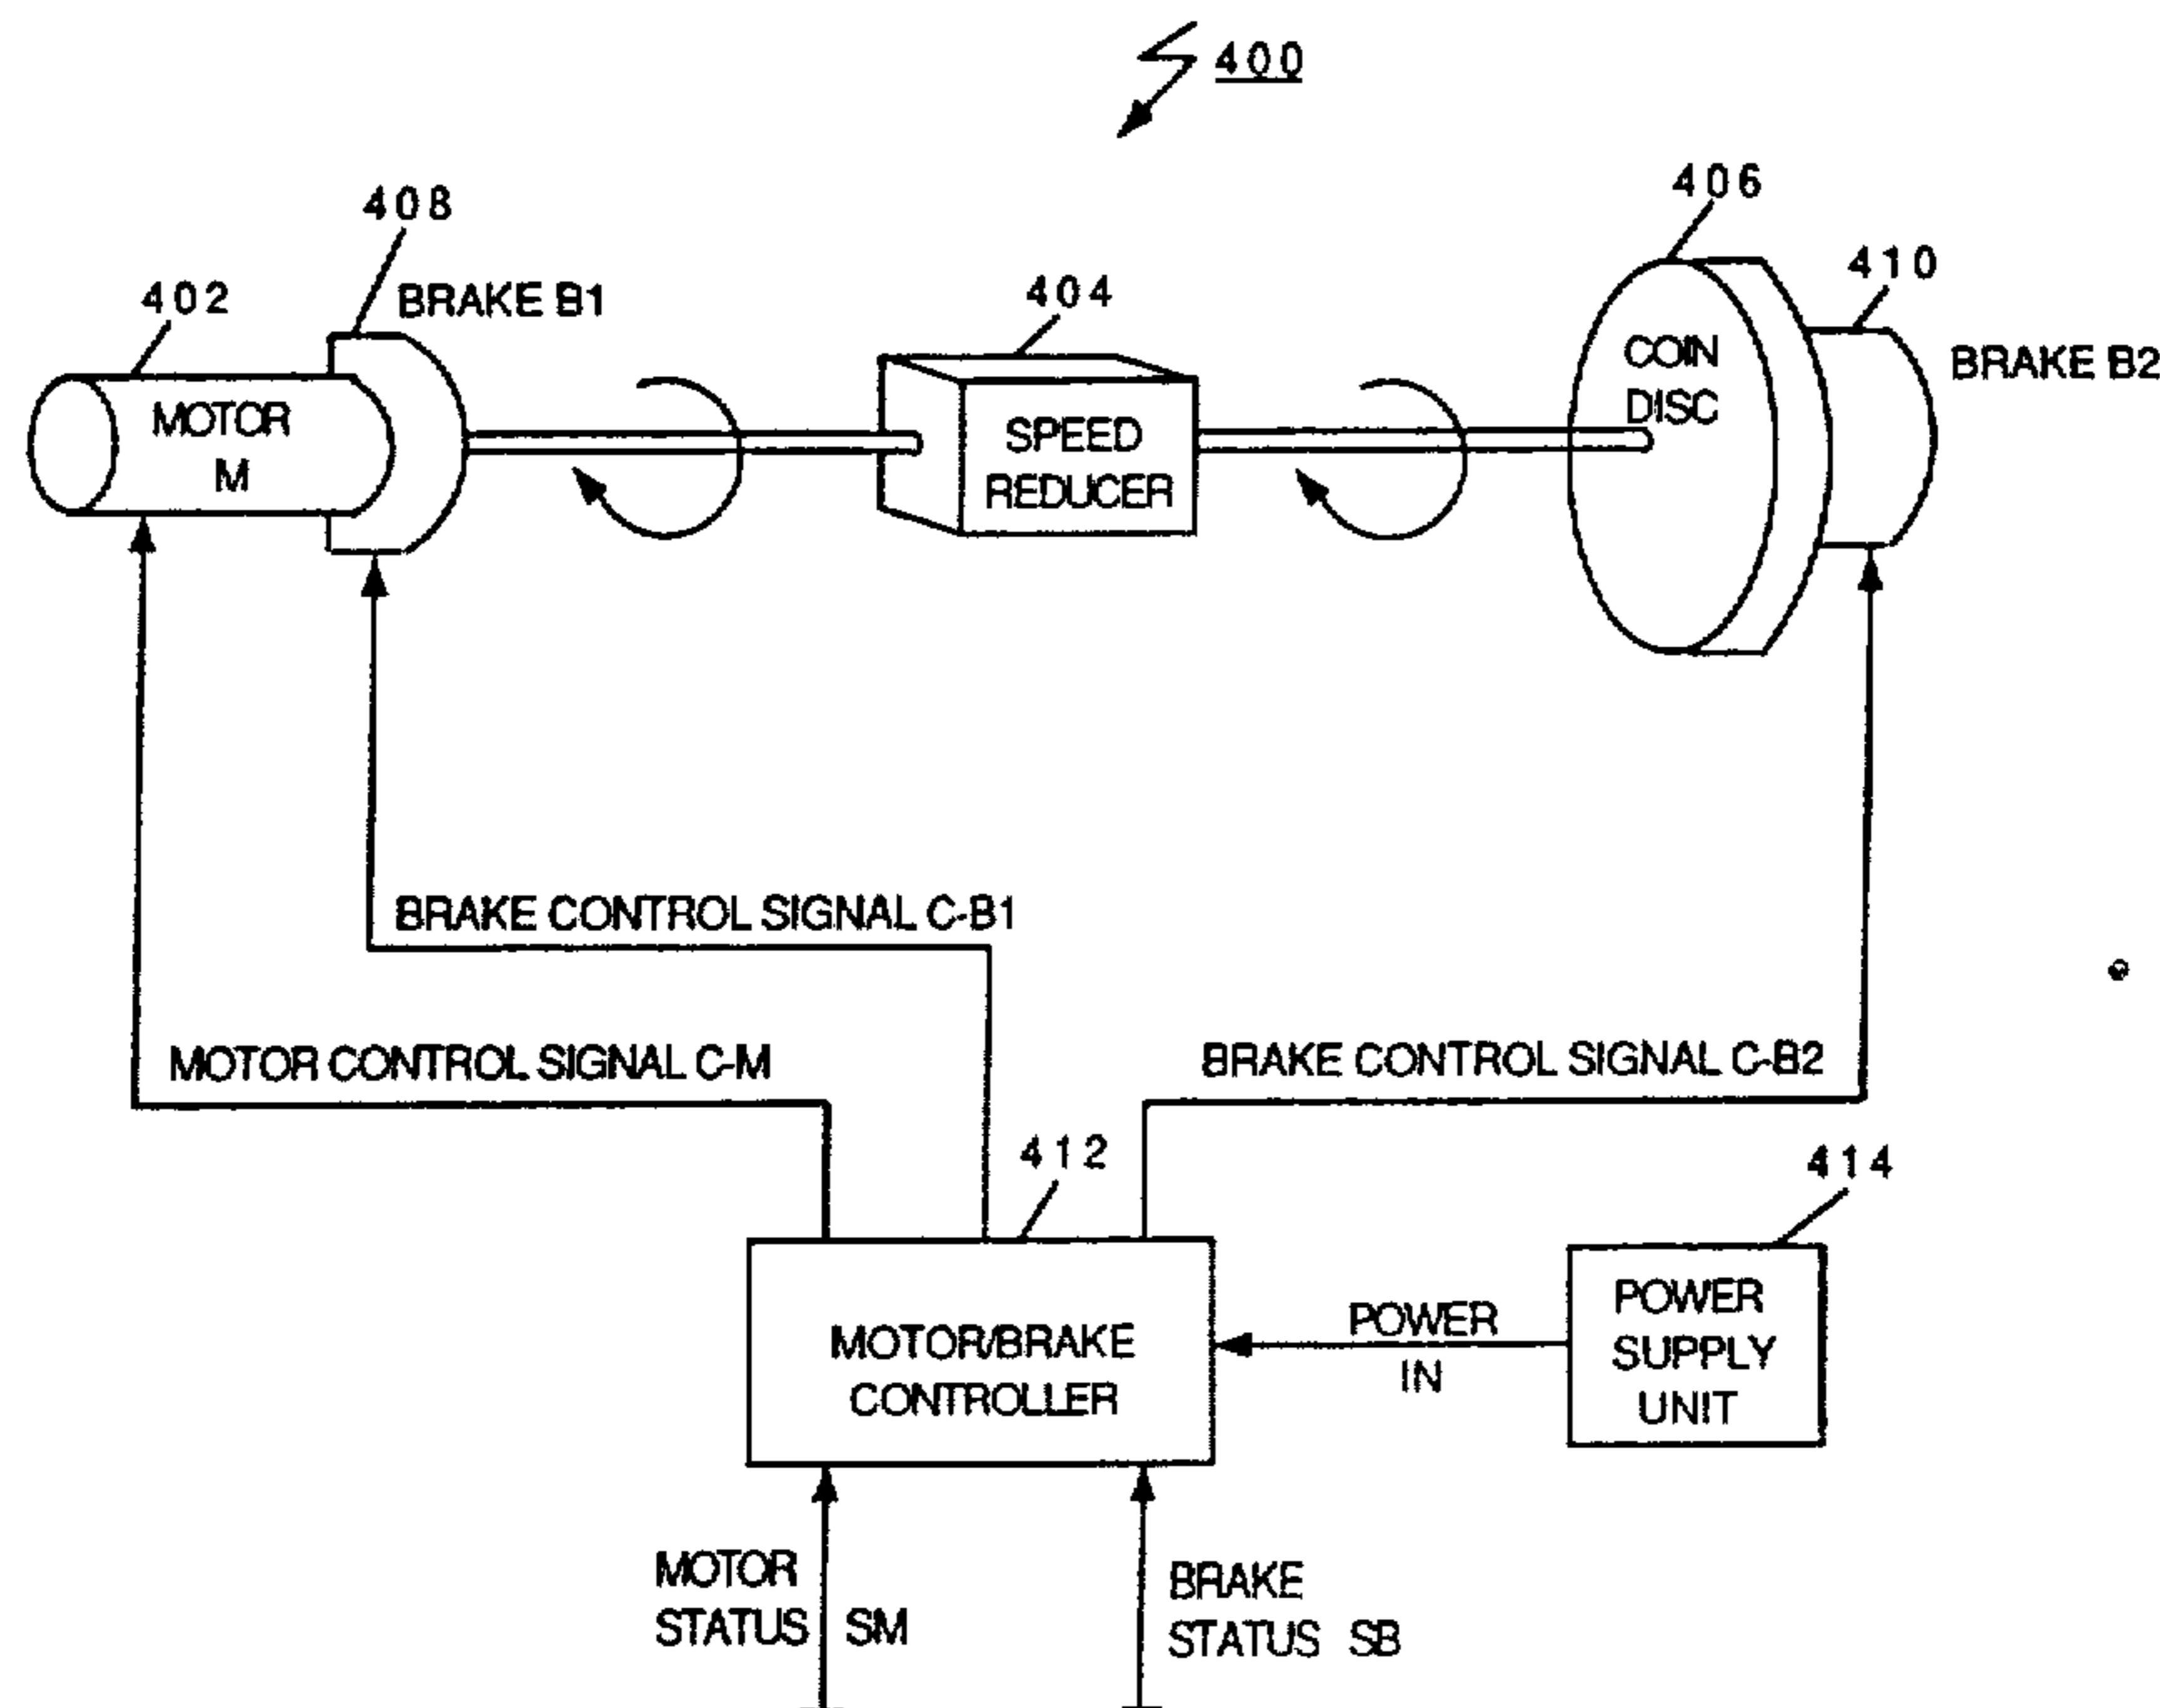 400
406
408
410
402
BRAKE B1
404
BRAKE B2
COIN
DISC
MOTOR
M
SPEED
REDUCER
BRAKE CONTROL SIGNAL C-B1
MOTOR CONTROL SIGNAL C-M
BRAKE CONTROL SIGNAL C-B2
412
414
MOTOR/BRAKE
CONTROLLER
POWER
IN
POWER
SUPPLY
UNIT
MOTOR
STATUS SM
BRAKE
STATUS SB